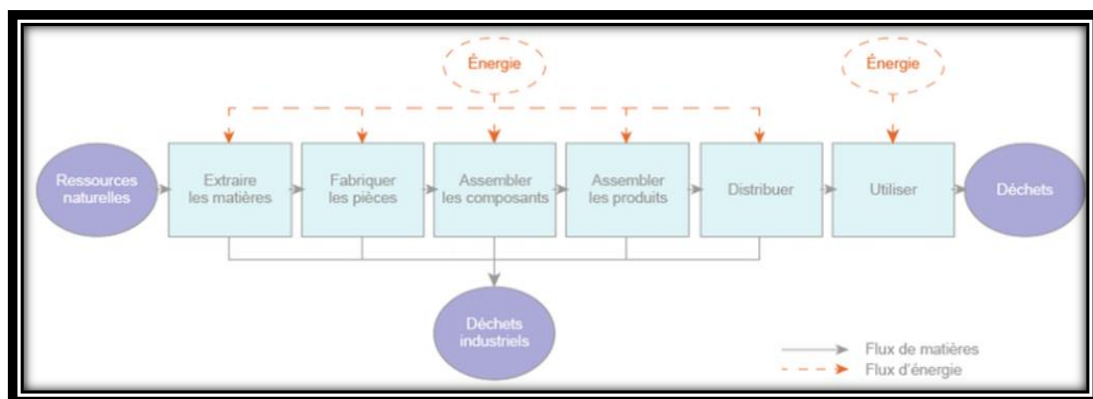 Énergie
Énergie
Ressources
naturelles
Extraire
les matières
Fabriquer
les pièces
Assembler
les composants
Assembler
les produits
Distribuer
Utiliser
Déchets
Déchets
industriels
Flux de matières
Flux d'énergie